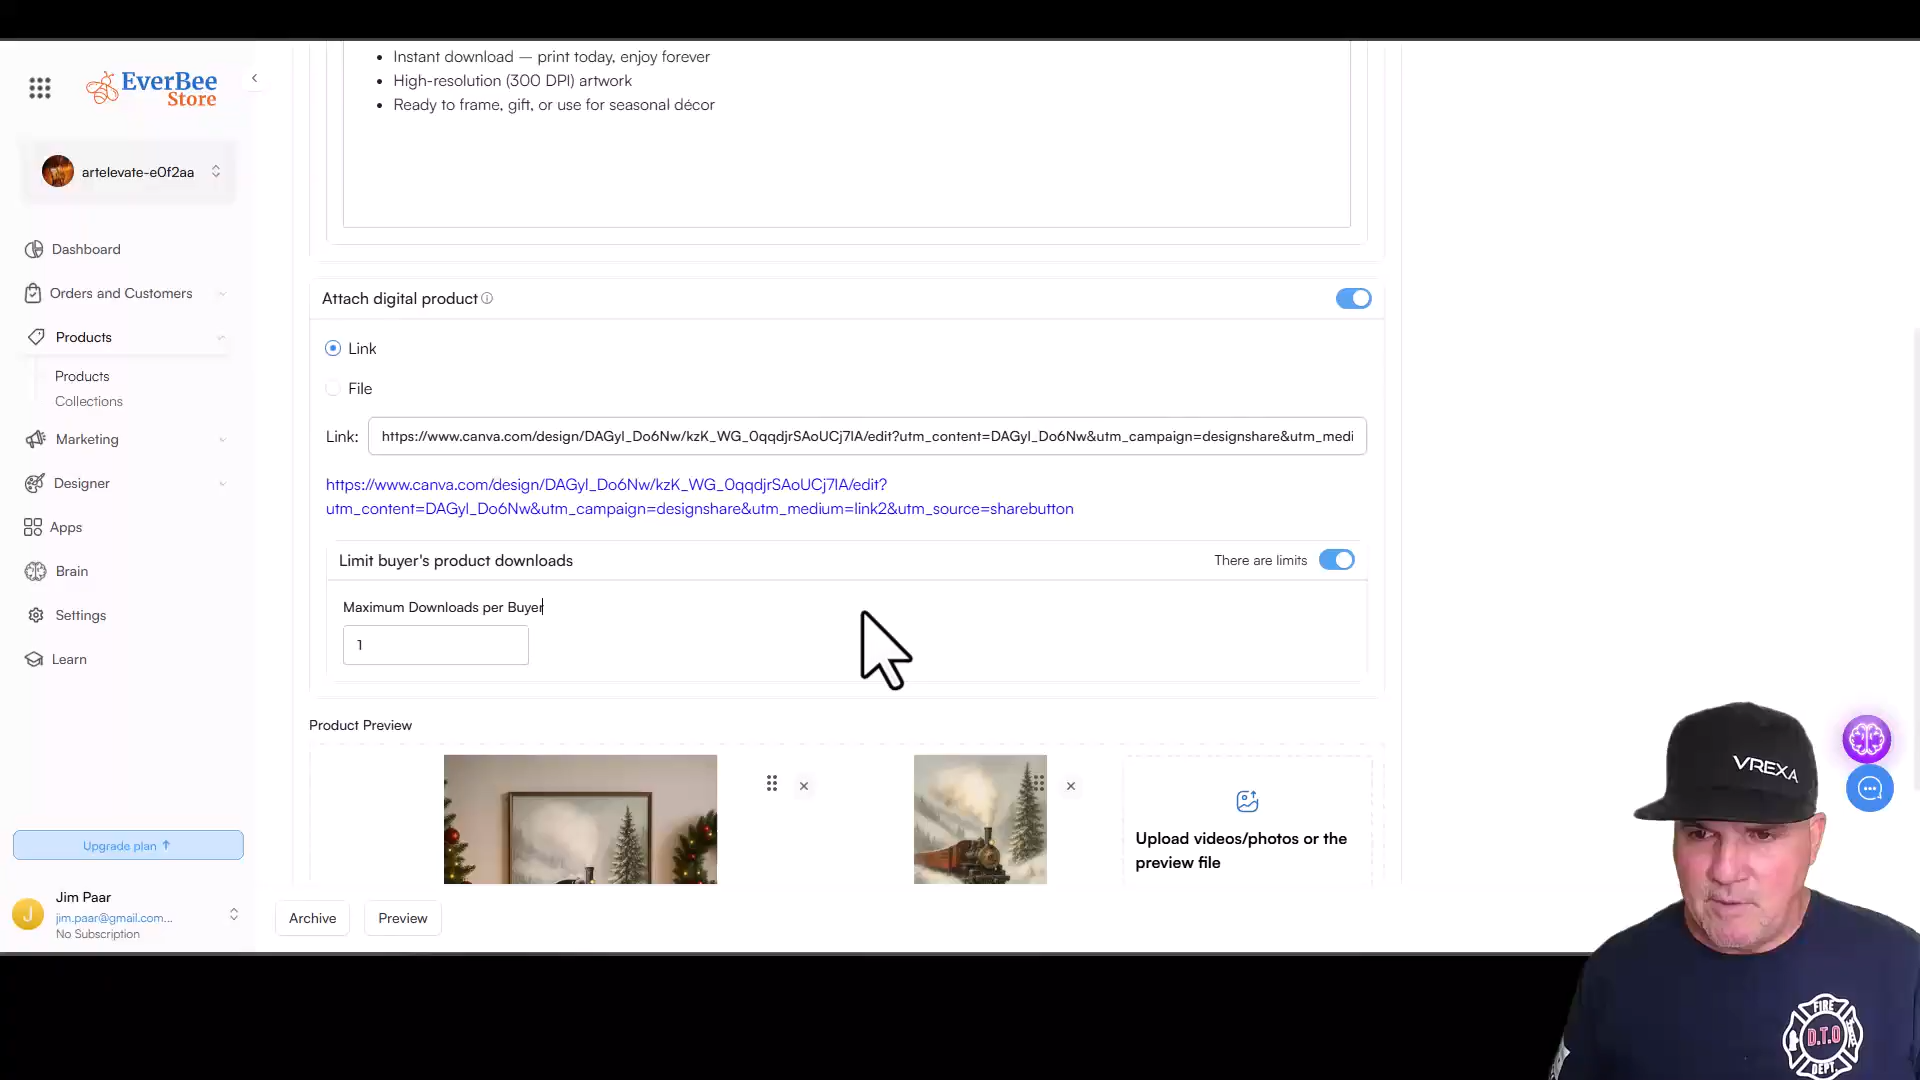 Instant download — print today, enjoy forever
High-resolution (300 DPI) artwork
Ready to frame, gift, or use for seasonal décor
EverBee
Store
artelevate-e0f2aa
Dashboard
Orders and Customers
Products
Products
Collections
Marketing
Designer
Apps
Brain
Settings
Learn
Upgrade plan ↑
J
Jim Paar
jim.paar@gmail.com...
No Subscription
Attach digital product
Link
File
Link: https://www.canva.com/design/DAGyl_Do6Nw/kzK_WG_0qqdjrSAoUCj7lA/edit?utm_content=DAGyl_Do6Nw&utm_campaign=designshare&utm_medi
https://www.canva.com/design/DAGyl_Do6Nw/kzK_WG_0qqdjrSAoUCj7lA/edit?
utm_content=DAGyl_Do6Nw&utm_campaign=designshare&utm_medium=link2&utm_source=sharebutton
Limit buyer's product downloads There are limits
Maximum Downloads per Buyer
1
Product Preview
Upload videos/photos or the
preview file
Archive Preview
VREXA
FIRE
D.T.O
DEPT.